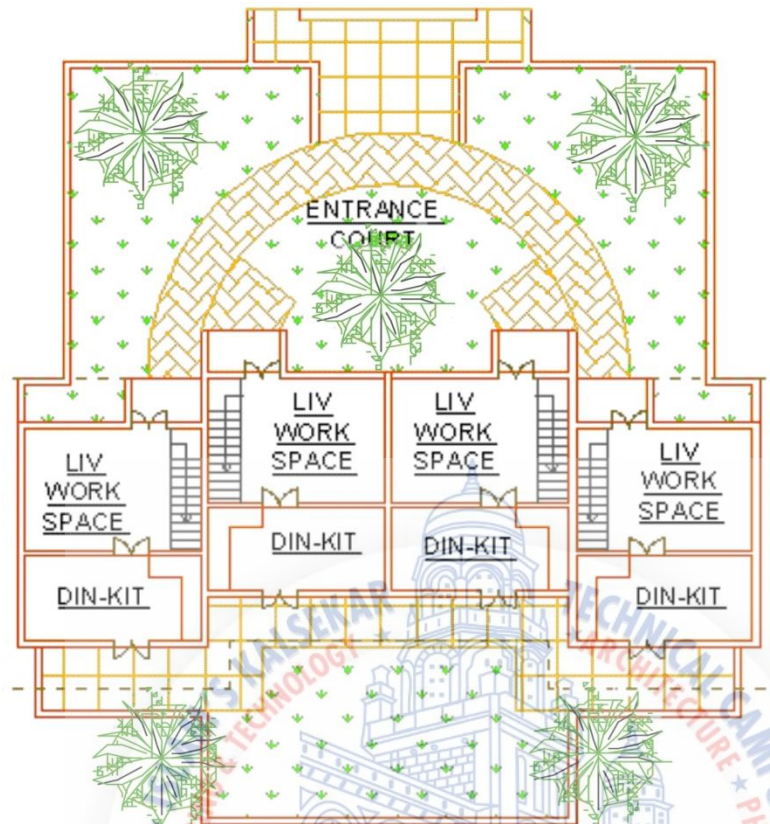 ENTRANCE
COURT
LIV
WORK
SPACE
LIV
WORK
SPACE
LIV
WORK
SPACE
LIV
WORK
SPACE
DIN-KIT
DIN-KIT
DIN-KIT
DIN-KIT
KALSEKAR
TECHNICAL
& TECHNOLOGY ★
★ ARCHITECTURE ★